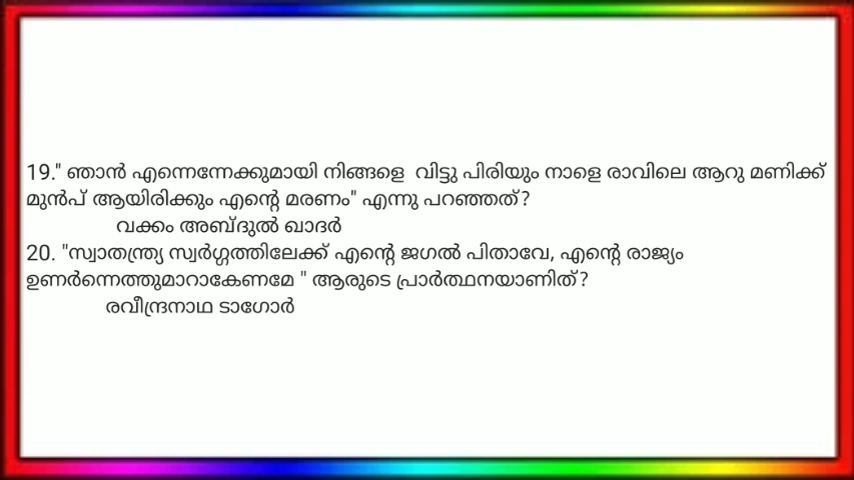 19." ഞാൻ എന്നെന്നേക്കുമായി നിങ്ങളെ വിട്ടു പിരിയും നാളെ രാവിലെ ആറു മണിക്ക്
മുൻപ് ആയിരിക്കും എന്റെ മരണം" എന്നു പറഞ്ഞത്?
വക്കം അബ്ദുൽ ഖാദർ
20. "സ്വാതന്ത്ര്യ സ്വർഗ്ഗത്തിലേക്ക് എന്റെ ജഗൽ പിതാവേ, എന്റെ രാജ്യം
ഉണർന്നെത്തുമാറാകേണമേ " ആരുടെ പ്രാർത്ഥനയാണിത്?
രവീന്ദ്രനാഥ ടാഗോർ